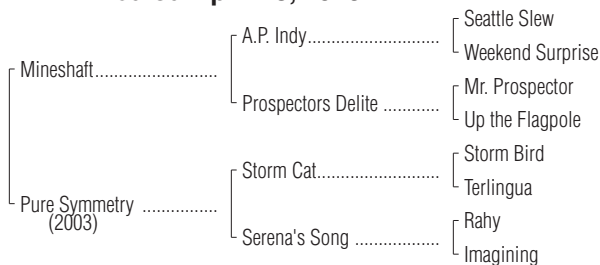 A.P. Indy........................................
Seattle Slew
Weekend Surprise
Mineshaft.............................
Prospectors Delite .................
Mr. Prospector
Up the Flagpole
Storm Cat.....................................
Storm Bird
Terlingua
Pure Symmetry ..................
(2003)
Serena's Song .........................
Rahy
Imagining